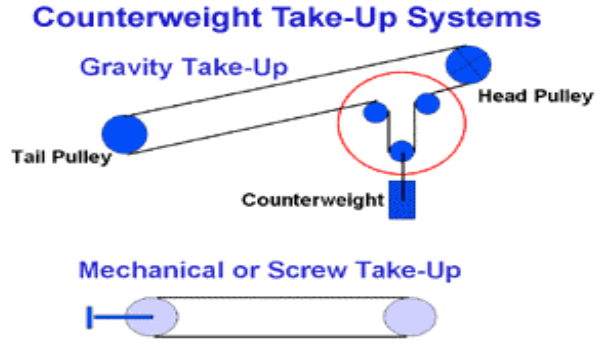 Counterweight Take-Up Systems
Gravity Take-Up
Head Pulley
Tail Pulley
Counterweight
Mechanical or Screw Take-Up